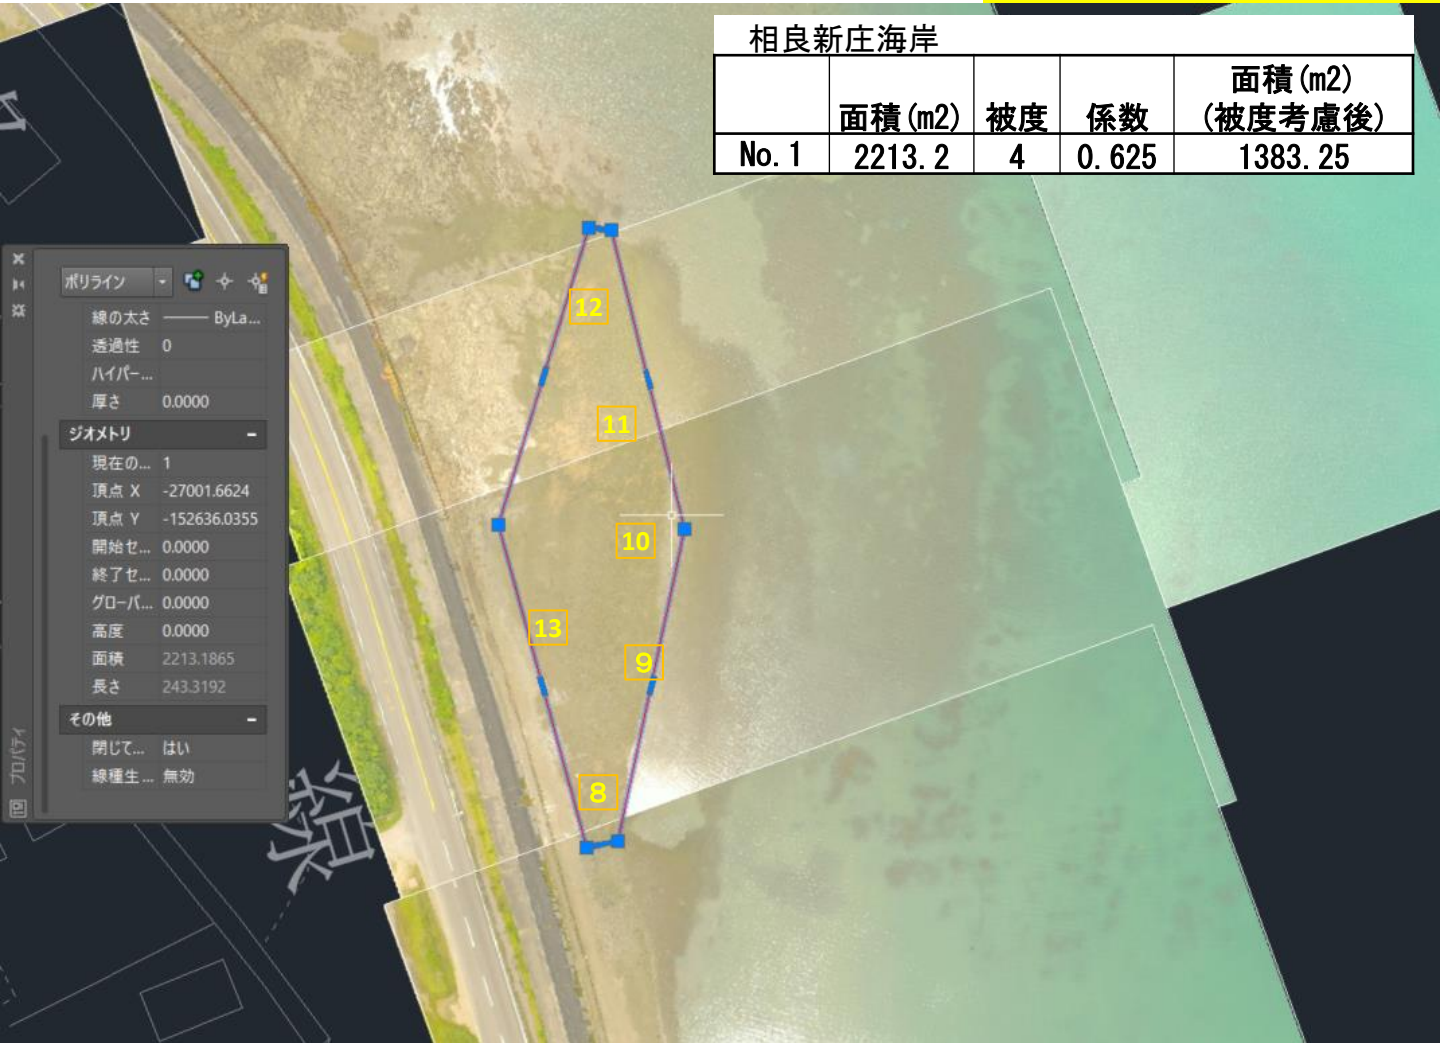 相良新庄海岸
面積(m2) 被度 係数 面積(m2)(被度考慮後)
No.1 2213.2 4 0.625 1383.25
ポリライン
線の太さ ByLa...
透過性 0
ハイパー...
厚さ 0.0000
ジオメトリ
現在の... 1
頂点 X -27001.6624
頂点 Y -152636.0355
開始セ... 0.0000
終了セ... 0.0000
グローバ... 0.0000
高度 0.0000
面積 2213.1865
長さ 243.3192
その他
閉じて... はい
線種生... 無効
プロパティ
12
11
10
13
9
8